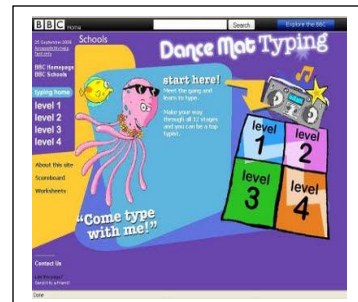 BBC Home
Search
Explore the BBC
Schools
Dance Mat Typing
BBC Homepage
BBC Schools
typing home
level 1
level 2
level 3
level 4
About this site
Scoreboard
Worksheets
Contact Us
start here!
Meet the gang and
learn to type.
Make your way
through all 12 stages
and you can be a top
typist.
"Come type
with me!"
level
1
level
2
level
3
level
4
Done